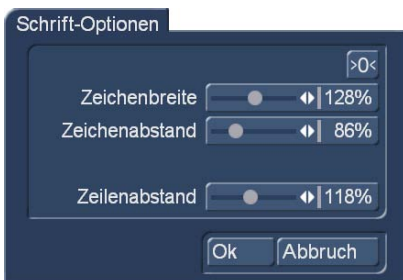 Schrift-Optionen
>0<
Zeichenbreite 128%
Zeichenabstand 86%
Zeilenabstand 118%
Ok Abbruch